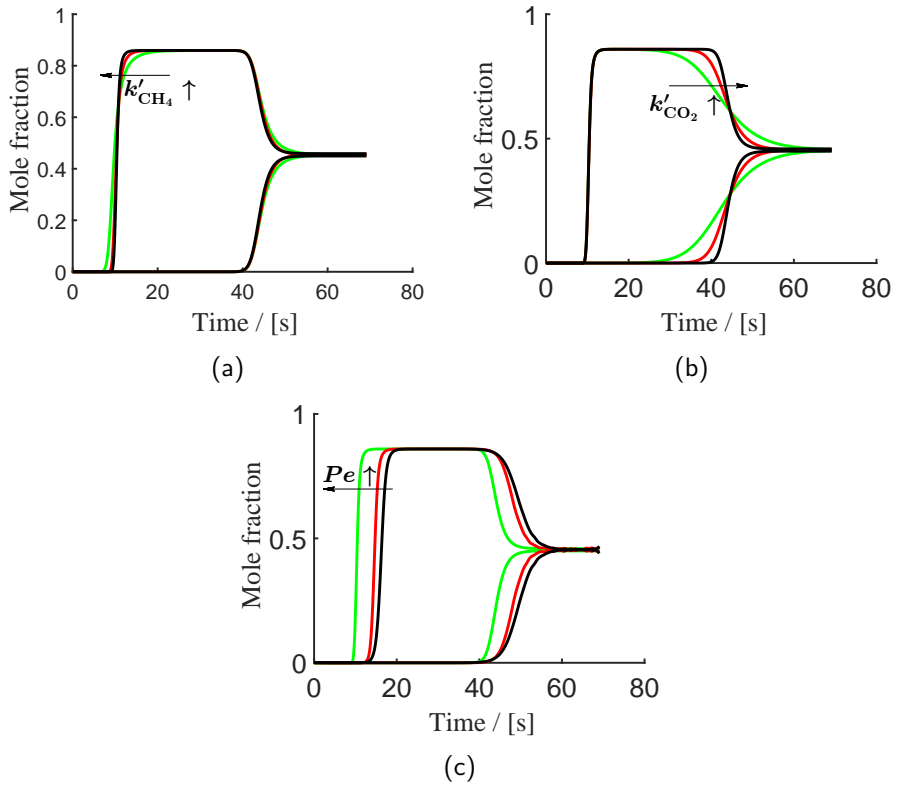 1
0.8
0.6
0.4
0.2
0
Mole fraction
k′CH4 ↑
0 20 40 60 80
Time / [s]
(a)
1
0.5
0
Mole fraction
k′CO2 ↑
0 20 40 60 80
Time / [s]
(b)
1
0.5
0
Mole fraction
Pe ↑
0 20 40 60 80
Time / [s]
(c)